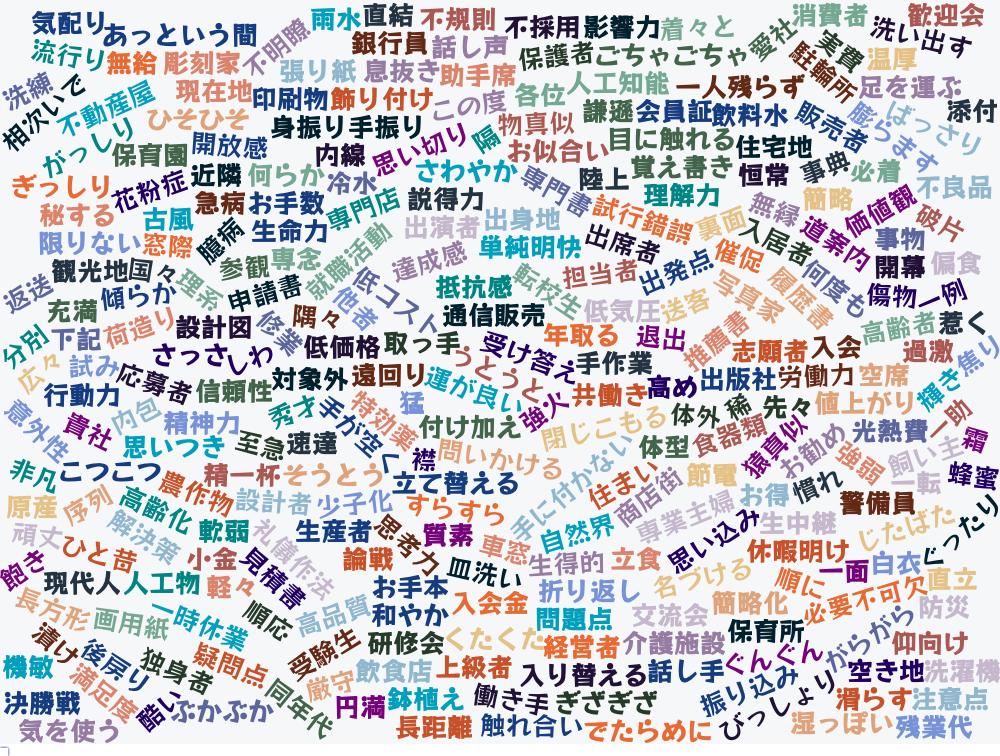 気配り
あっという間
不明瞭
雨水
直結
不規則
不採用
影響力
着々と
消費者
歓迎会
流行り
銀行員
話し声
保護者
ごちゃごちゃ
愛社
実費
洗い出す
無給
彫刻家
張り紙
息抜き
助手席
駐輪所
温厚
洗練
現在地
各位
人工知能
一人残らず
足を運ぶ
相次いで
不動産屋
印刷物
飾り付け
この度
謙遜
会員証
飲料水
販売者
膨らます
ばっさり
添付
ひそひそ
身振り手振り
物真似
がっしり
保育園
開放感
内線
思い切り
隔
お似合い
目に触れる
住宅地
ぎっしり
花粉症
近隣
何らか
冷水
さわやか
専門書
陸上
覚え書き
恒常
事典
必着
不良品
秘する
古風
急病
お手数
専門店
説得力
理解力
無縁
簡略
価値観
破片
限りない
窓際
臆病
生命力
出演者
出身地
試行錯誤
裏面
入居者
道案内
事物
観光地
国々
参観
専念
就職活動
達成感
単純明快
出席者
催促
開幕
偏食
返送
傾らか
理系
申請書
低コスト
抵抗感
転校生
担当者
出発点
写真家
履歴書
何度も
傷物
一例
充満
他者
通信販売
低気圧
送客
分別
下記
荷造り
設計図
修業
隅々
年取る
退出
推薦書
高齢者
惹く
広々
試み
さっさ
しわ
低価格
取っ手
うとうと
受け答え
手作業
志願者
入会
過激
焦り
行動力
応募者
信頼性
対象外
遠回り
運が良い
共働き
高め
出版社
労働力
空席
輝き
意外性
貴社
内包
精神力
秀才
手が空く
特効薬
猛
付け加え
強火
閉じこもる
体外
稀
先々
値上がり
一助
思いつき
至急
速達
襟
問いかける
手に付かない
体型
食器類
猿真似
お勧め
光熱費
霜
非凡
こつこつ
精一杯
そうとう
立て替える
住まい
商店街
節電
強弱
飼い主
蜂蜜
原産
序列
高齢化
農作物
設計者
少子化
すらすら
お得
慣れ
一転
警備員
頑丈
解決策
軟弱
礼儀作法
生産者
思考力
質素
自然界
専業主婦
思い込み
生中継
じたばた
ぐったり
飽き
ひと昔
小金
見積書
論戦
車窓
皿洗い
生得的
立食
休暇明け
現代人
人工物
軽々
お手本
折り返し
名づける
順に
一面
白衣
直立
長方形
画用紙
一時休業
順応
高品質
和やか
入会金
問題点
交流会
簡略化
必要不可欠
防災
漬け
後戻り
独身者
疑問点
受験生
研修会
くたくた
経営者
介護施設
保育所
がらがら
仰向け
機敏
満足度
同年代
厳守
飲食店
上級者
入り替える
話し手
ぐんぐん
空き地
洗濯機
決勝戦
ぷかぷか
円満
鉢植え
働き手
ぎざぎざ
振り込み
びっしょり
滑らす
注意点
気を使う
長距離
触れ合い
でたらめに
湿っぽい
残業代